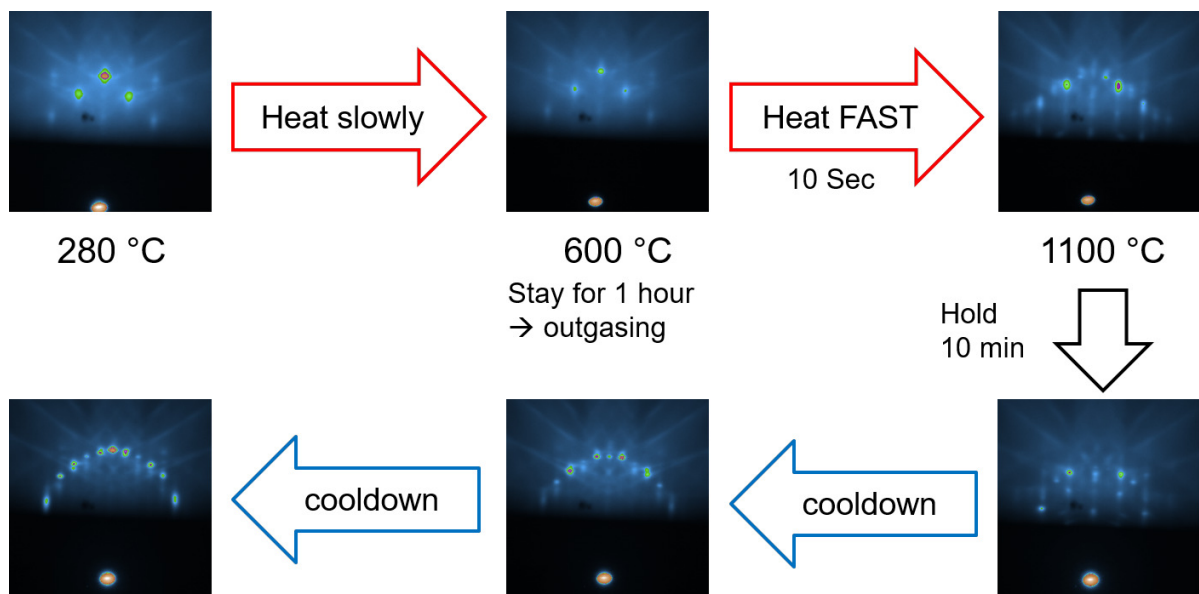 Heat slowly
Heat FAST
10 Sec
280 °C
600 °C
1100 °C
Stay for 1 hour
→ outgasing
Hold
10 min
cooldown
cooldown